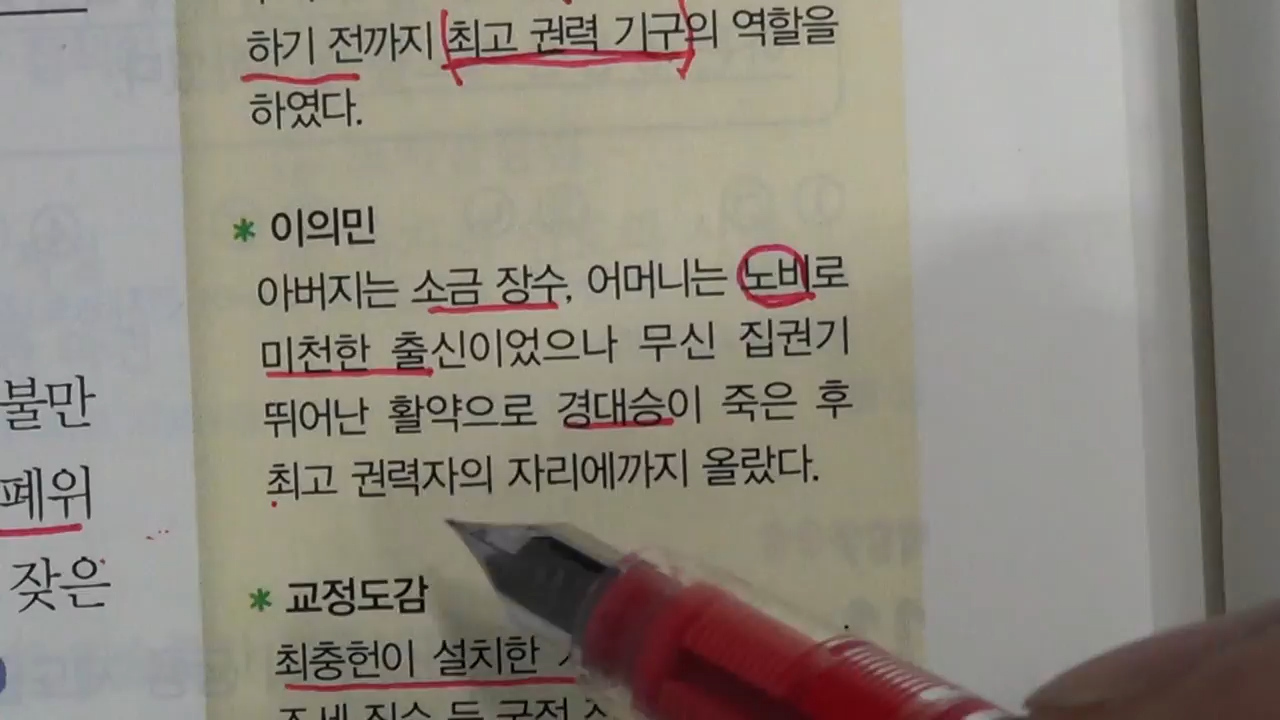 하기 전까지 최고 권력 기구의 역할을
하였다.
* 이의민
아버지는 소금 장수, 어머니는 노비로
미천한 출신이었으나 무신 집권기
뛰어난 활약으로 경대승이 죽은 후
최고 권력자의 자리에까지 올랐다.
* 교정도감
최충헌이 설치한
불만
폐위
잦은